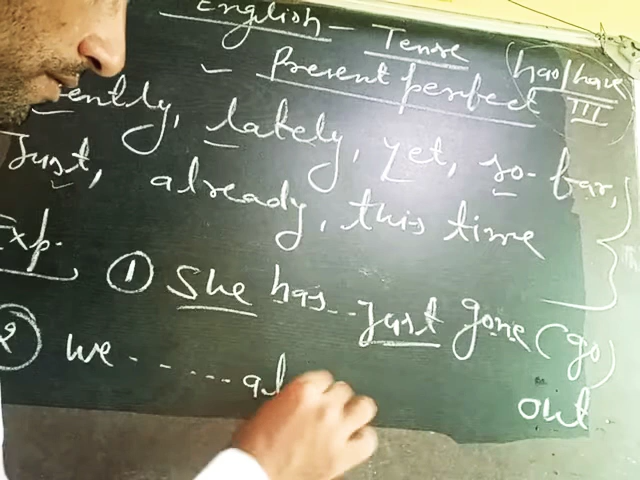 English - Tense
Present perfect (has/have III)
ently, lately, yet, so-far,
Just, already, this time
Exp.
① She has...Just gone (go)
out
② we ...... al